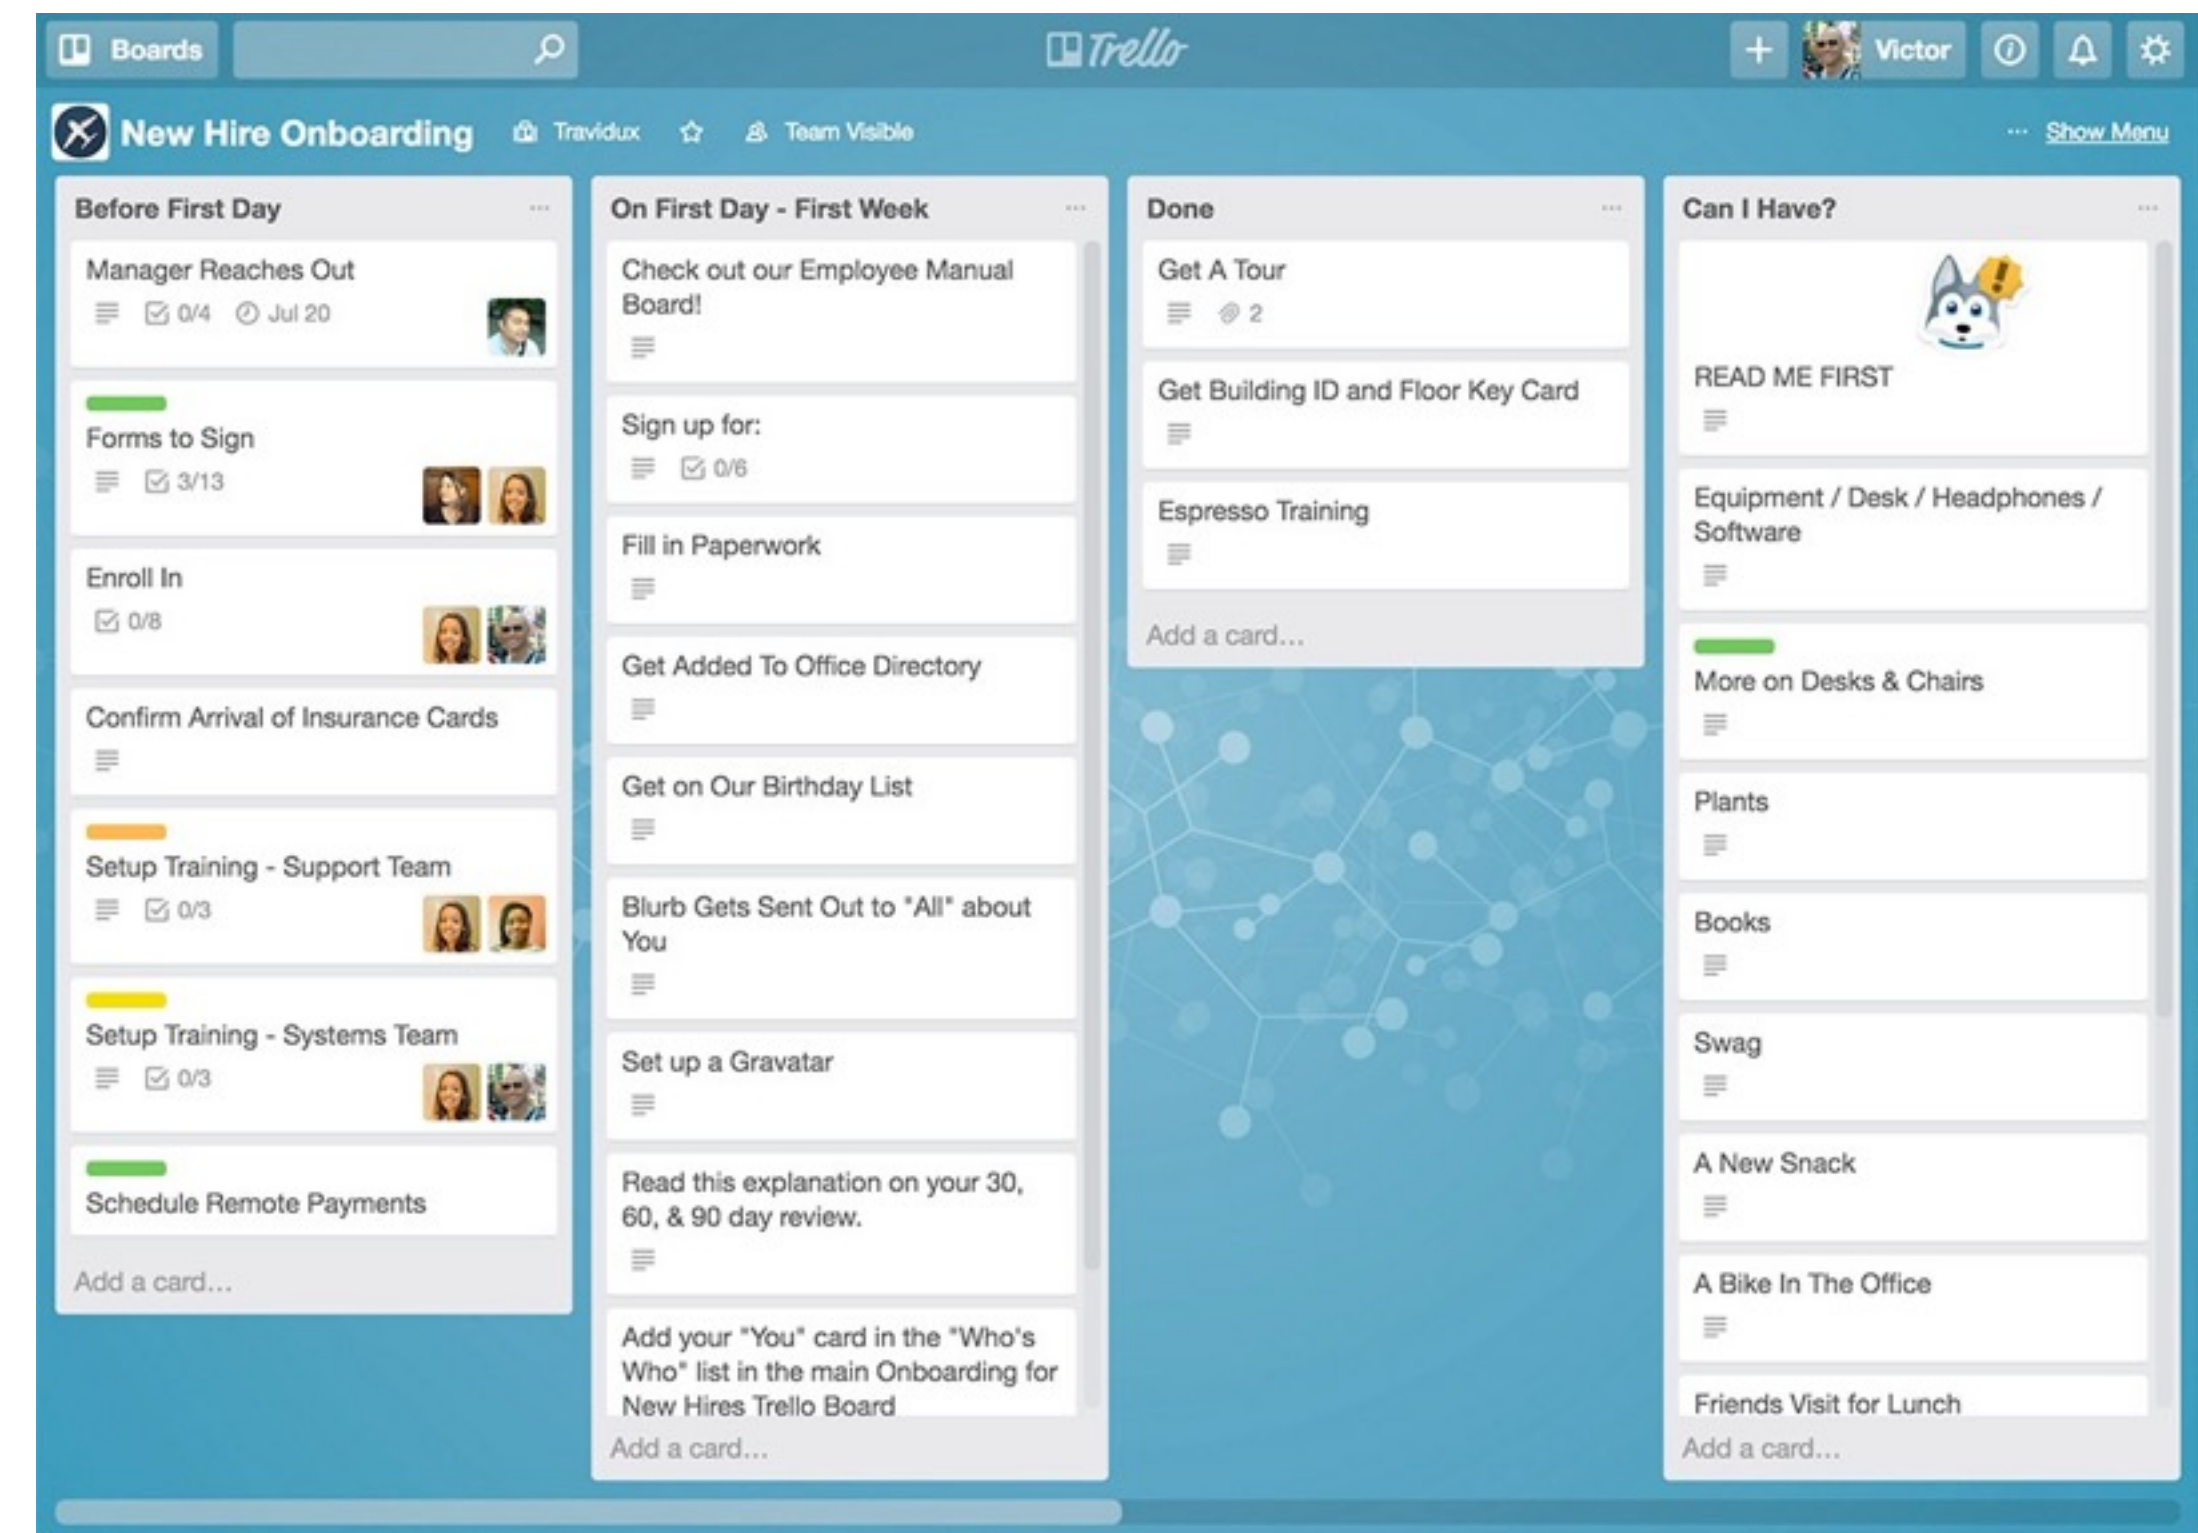 Boards
Trello
Victor
New Hire Onboarding
Travidux
Team Visible
... Show Menu
Before First Day
Manager Reaches Out
0/4
Jul 20
Forms to Sign
3/13
Enroll In
0/8
Confirm Arrival of Insurance Cards
Setup Training - Support Team
0/3
Setup Training - Systems Team
0/3
Schedule Remote Payments
Add a card...
On First Day - First Week
Check out our Employee Manual
Board!
Sign up for:
0/6
Fill in Paperwork
Get Added To Office Directory
Get on Our Birthday List
Blurb Gets Sent Out to "All" about
You
Set up a Gravatar
Read this explanation on your 30,
60, & 90 day review.
Add your "You" card in the "Who's
Who" list in the main Onboarding for
New Hires Trello Board
Add a card...
Done
Get A Tour
2
Get Building ID and Floor Key Card
Espresso Training
Add a card...
Can I Have?
READ ME FIRST
Equipment / Desk / Headphones /
Software
More on Desks & Chairs
Plants
Books
Swag
A New Snack
A Bike In The Office
Friends Visit for Lunch
Add a card...